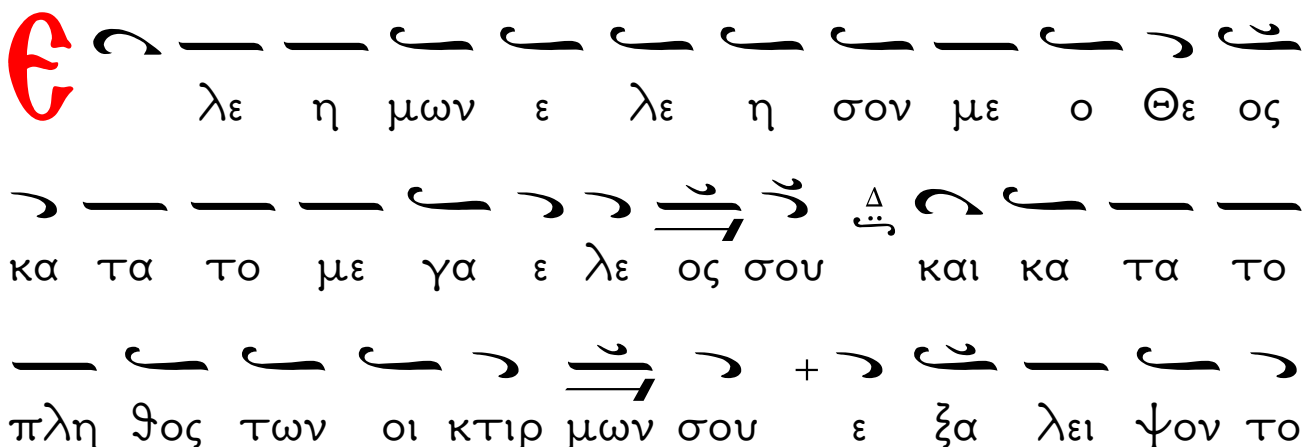 Ε λε η μων ε λε η σον με ο Θε ος
κα τα το με γα ε λε ος σου Δ και κα τα το
πλη θος των οι κτιρ μων σου + ε ξα λει ψον το